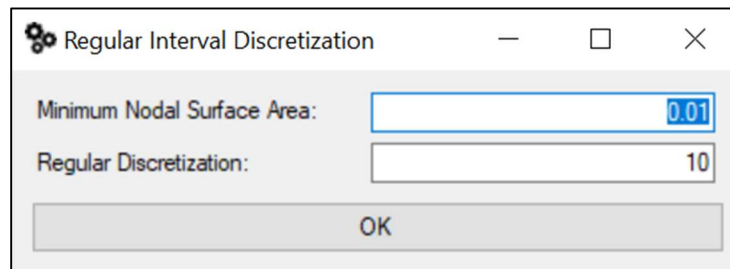 Regular Interval Discretization
Minimum Nodal Surface Area: 0.01
Regular Discretization: 10
OK